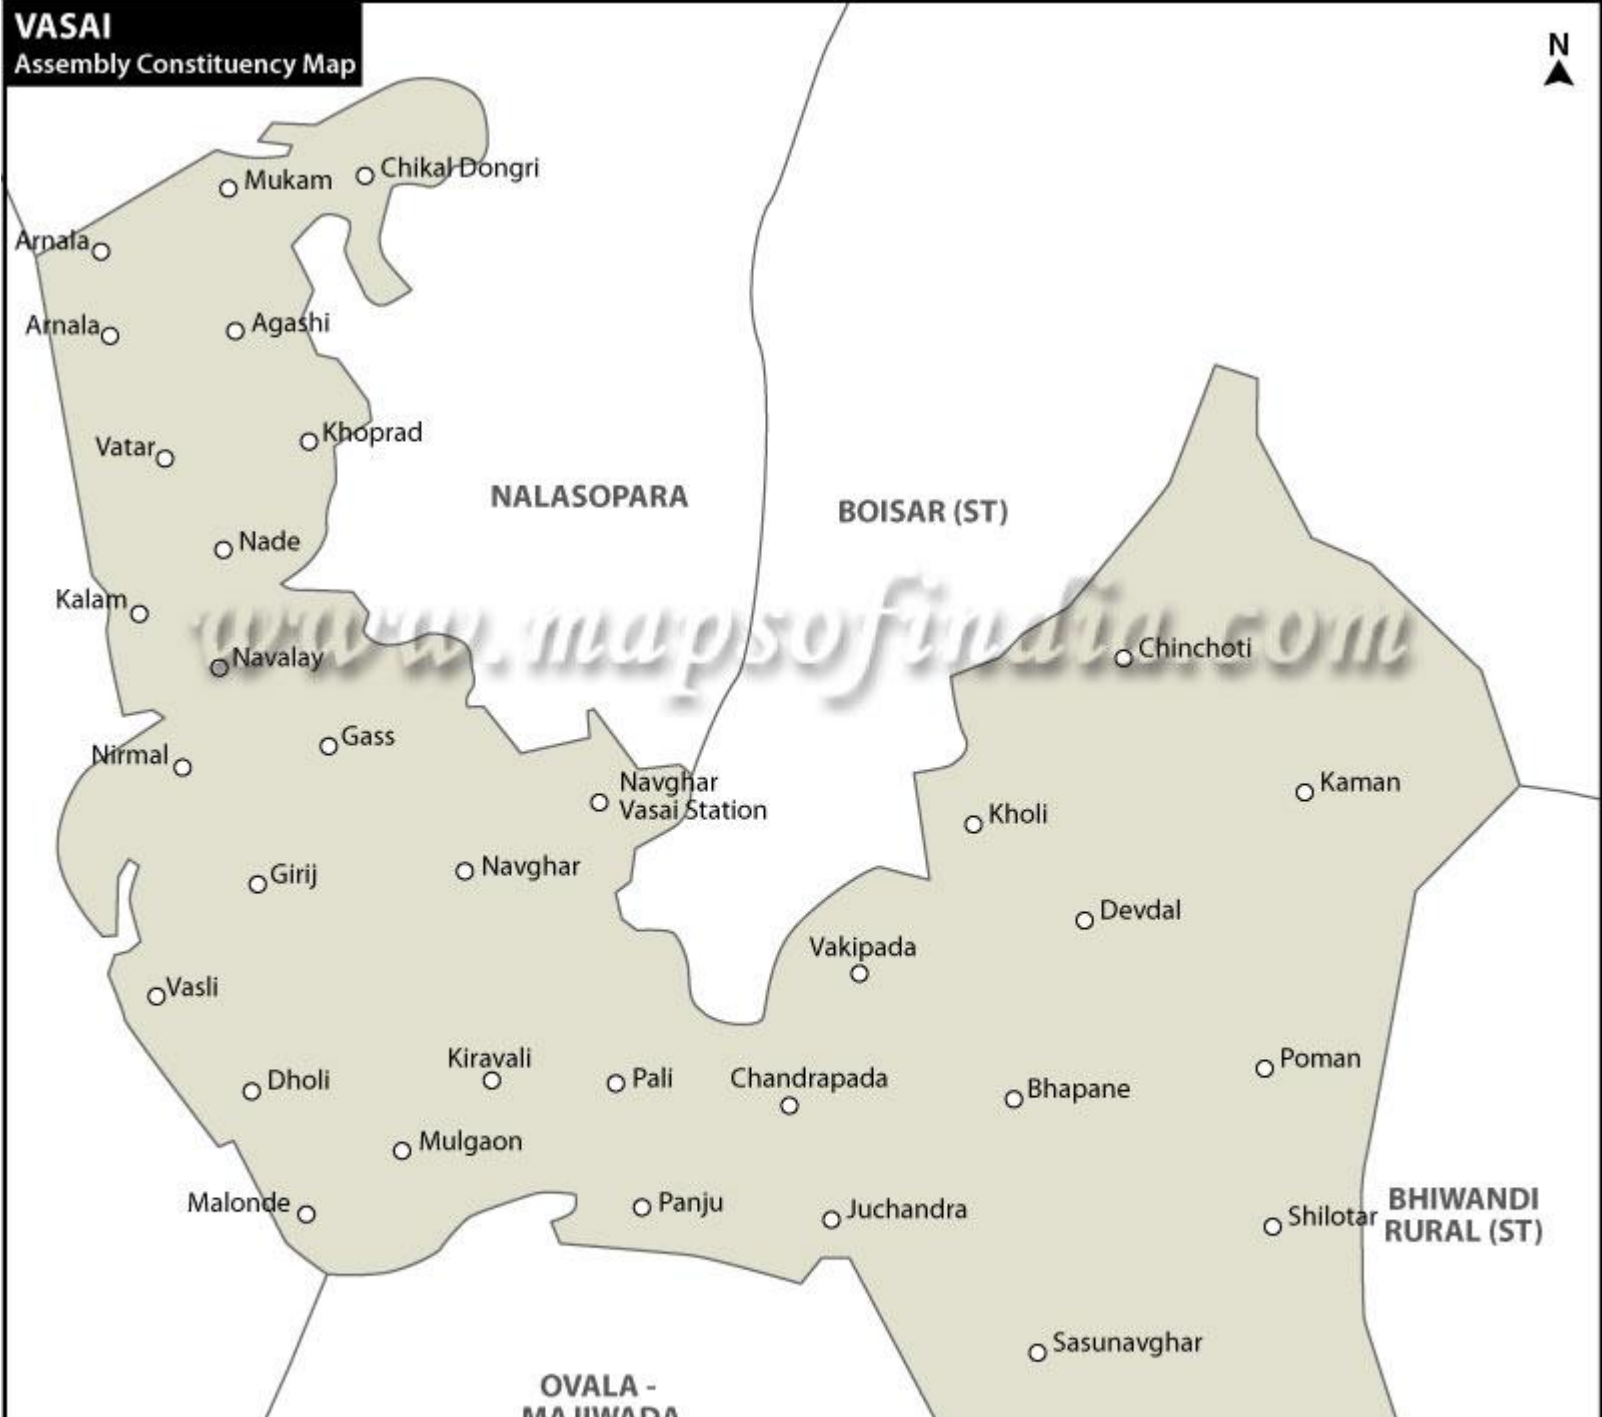 VASAI
Assembly Constituency Map
N
Mukam
Chikal Dongri
Arnala
Arnala
Agashi
Vatar
Khoprad
NALASOPARA
BOISAR (ST)
Nade
Kalam
www.mapsofindia.com
Navalay
Chinchoti
Gass
Nirmal
Navghar
Vasai Station
Kaman
Kholi
Girij
Navghar
Devdal
Vakipada
Vasli
Kiravali
Dholi
Pali
Chandrapada
Bhapane
Poman
Mulgaon
Malonde
Panju
Juchandra
Shilotar
BHIWANDI
RURAL (ST)
Sasunavghar
OVALA -
MAJIWADA